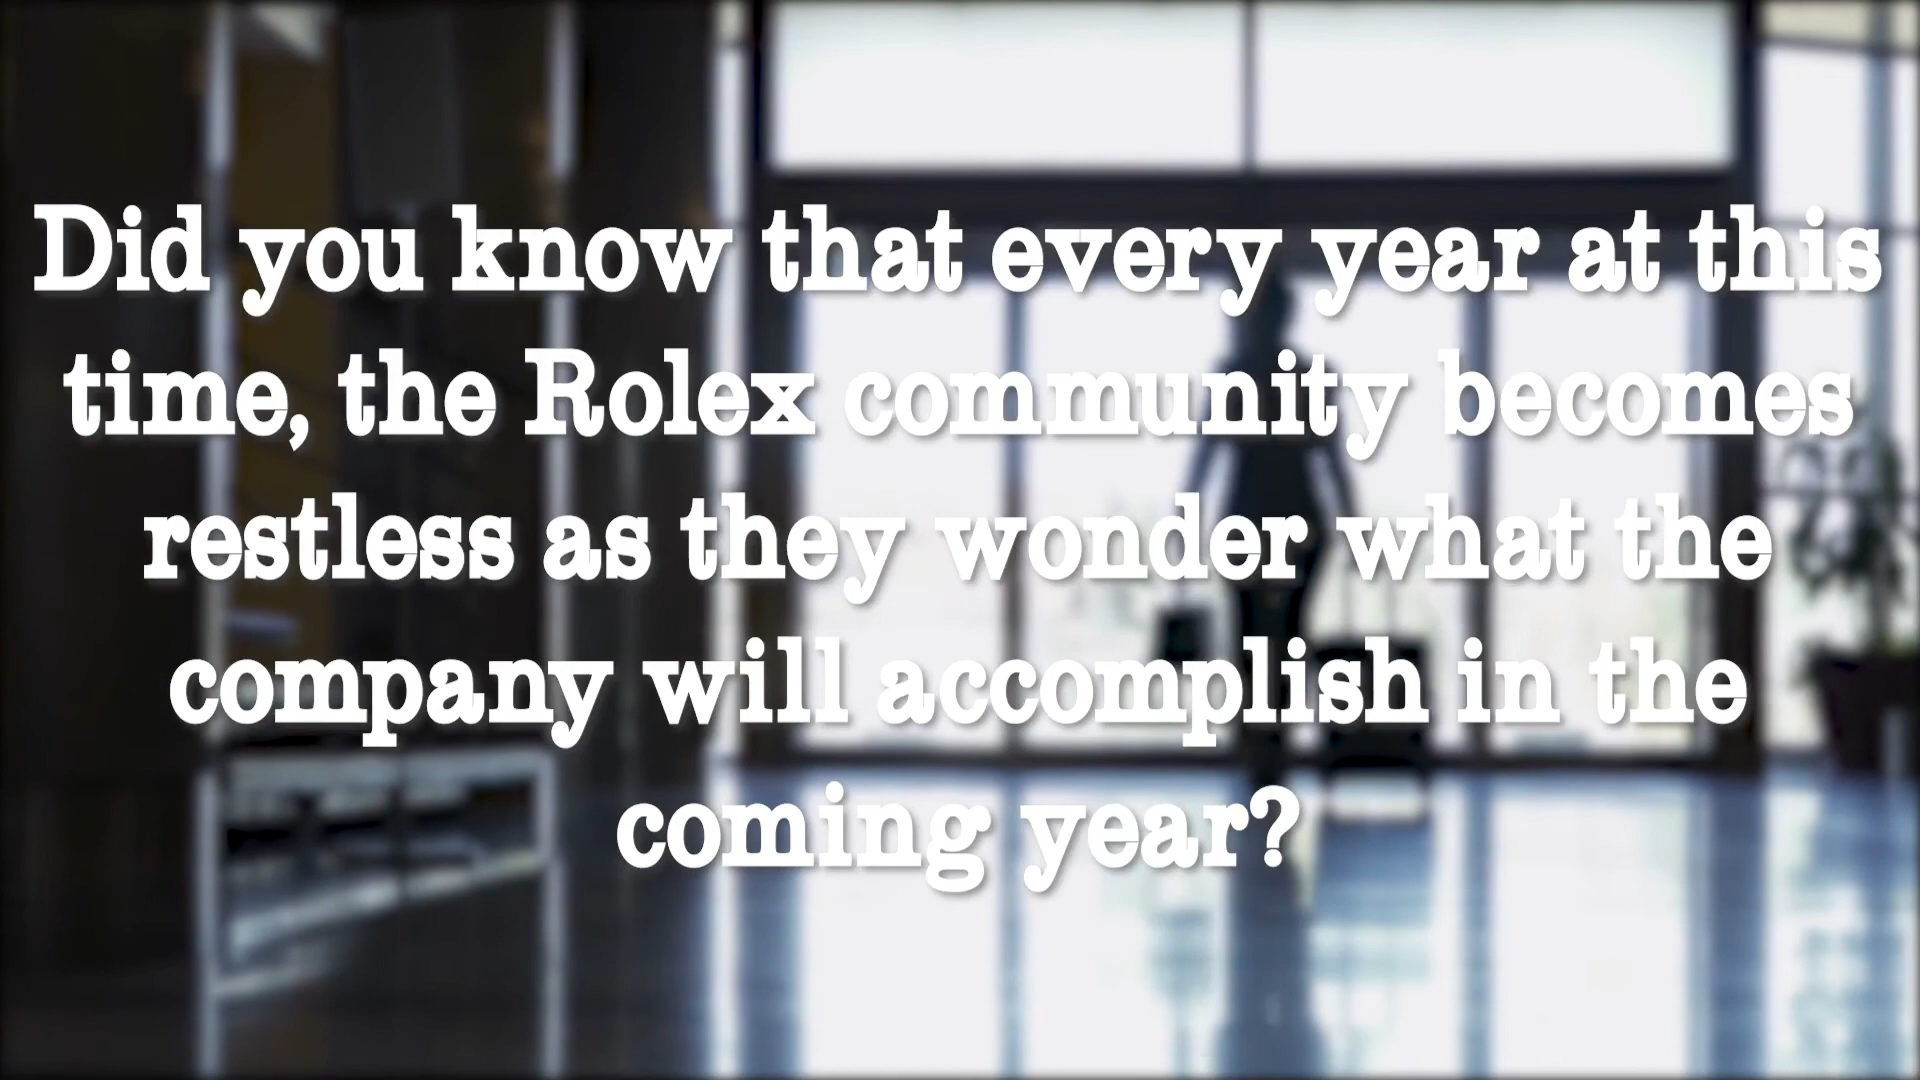 Did you know that every year at this
time, the Rolex community becomes
restless as they wonder what the
company will accomplish in the
coming year?